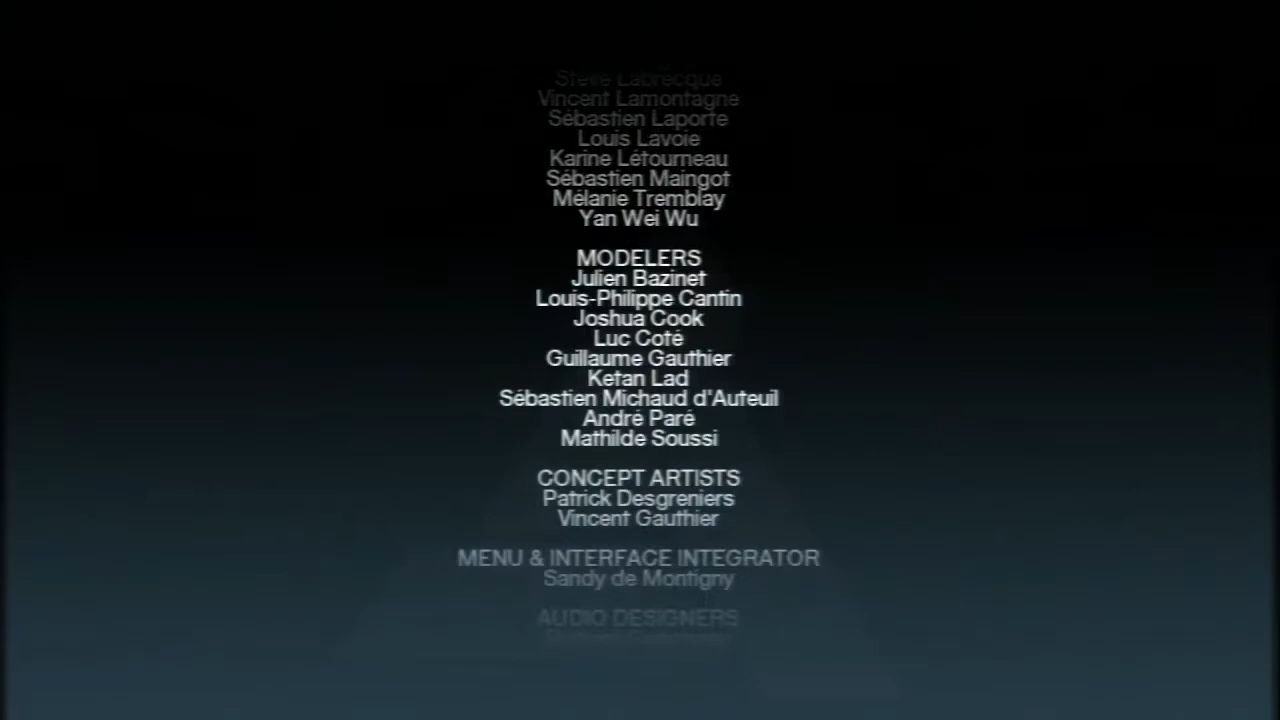 Steve Labrecque
Vincent Lamontagne
Sébastien Laporte
Louis Lavoie
Karine Létourneau
Sébastien Maingot
Mélanie Tremblay
Yan Wei Wu
MODELERS
Julien Bazinet
Louis-Philippe Cantin
Joshua Cook
Luc Coté
Guillaume Gauthier
Ketan Lad
Sébastien Michaud d'Auteuil
André Paré
Mathilde Soussi
CONCEPT ARTISTS
Patrick Desgreniers
Vincent Gauthier
MENU & INTERFACE INTEGRATOR
Sandy de Montigny
AUDIO DESIGNERS